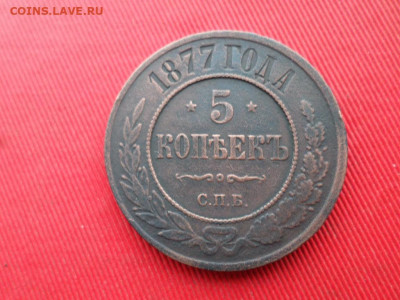 COINS.LAVE.RU
1877 ГОДА
* 5 *
КОПѢЕКЪ
С.П.Б.